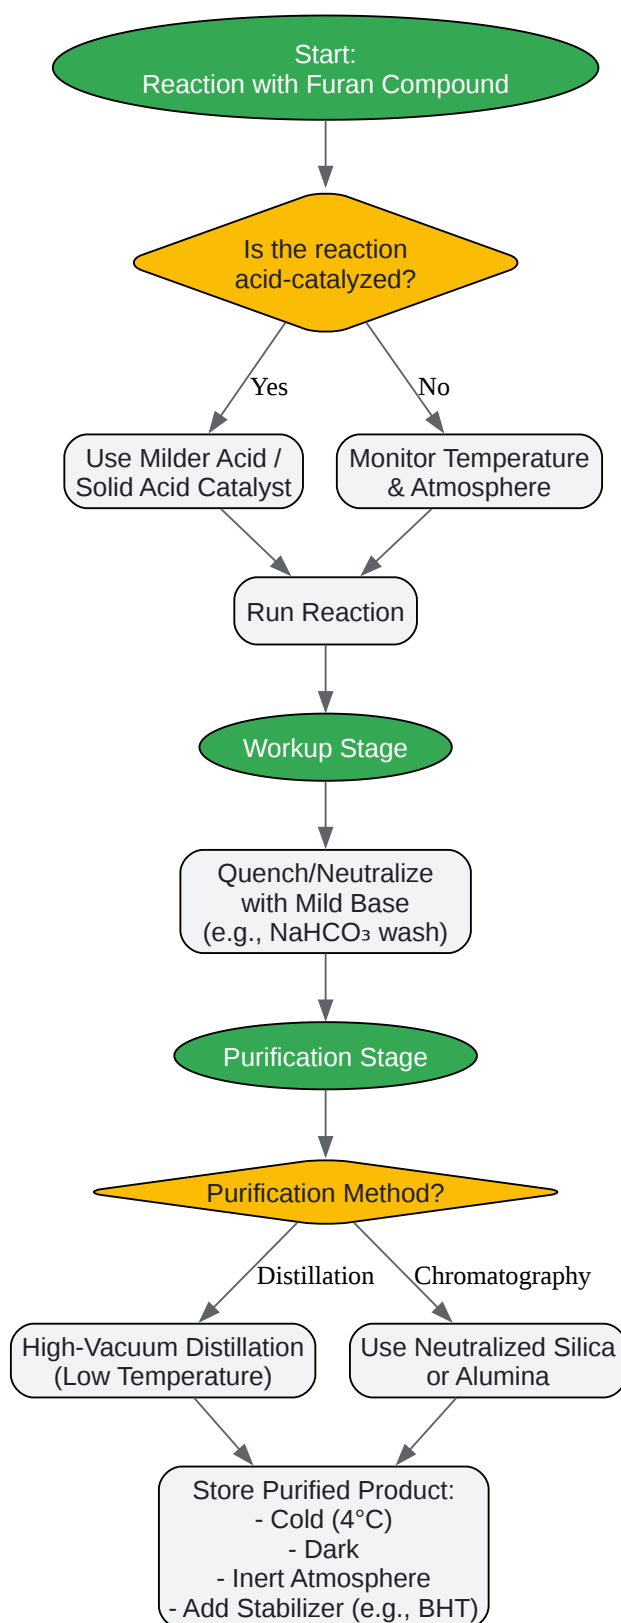 Start:
Reaction with Furan Compound
Is the reaction
acid-catalyzed?
Yes
No
Use Milder Acid /
Solid Acid Catalyst
Monitor Temperature
& Atmosphere
Run Reaction
Workup Stage
Quench/Neutralize
with Mild Base
(e.g., NaHCO₃ wash)
Purification Stage
Purification Method?
Distillation
Chromatography
High-Vacuum Distillation
(Low Temperature)
Use Neutralized Silica
or Alumina
Store Purified Product:
- Cold (4°C)
- Dark
- Inert Atmosphere
- Add Stabilizer (e.g., BHT)